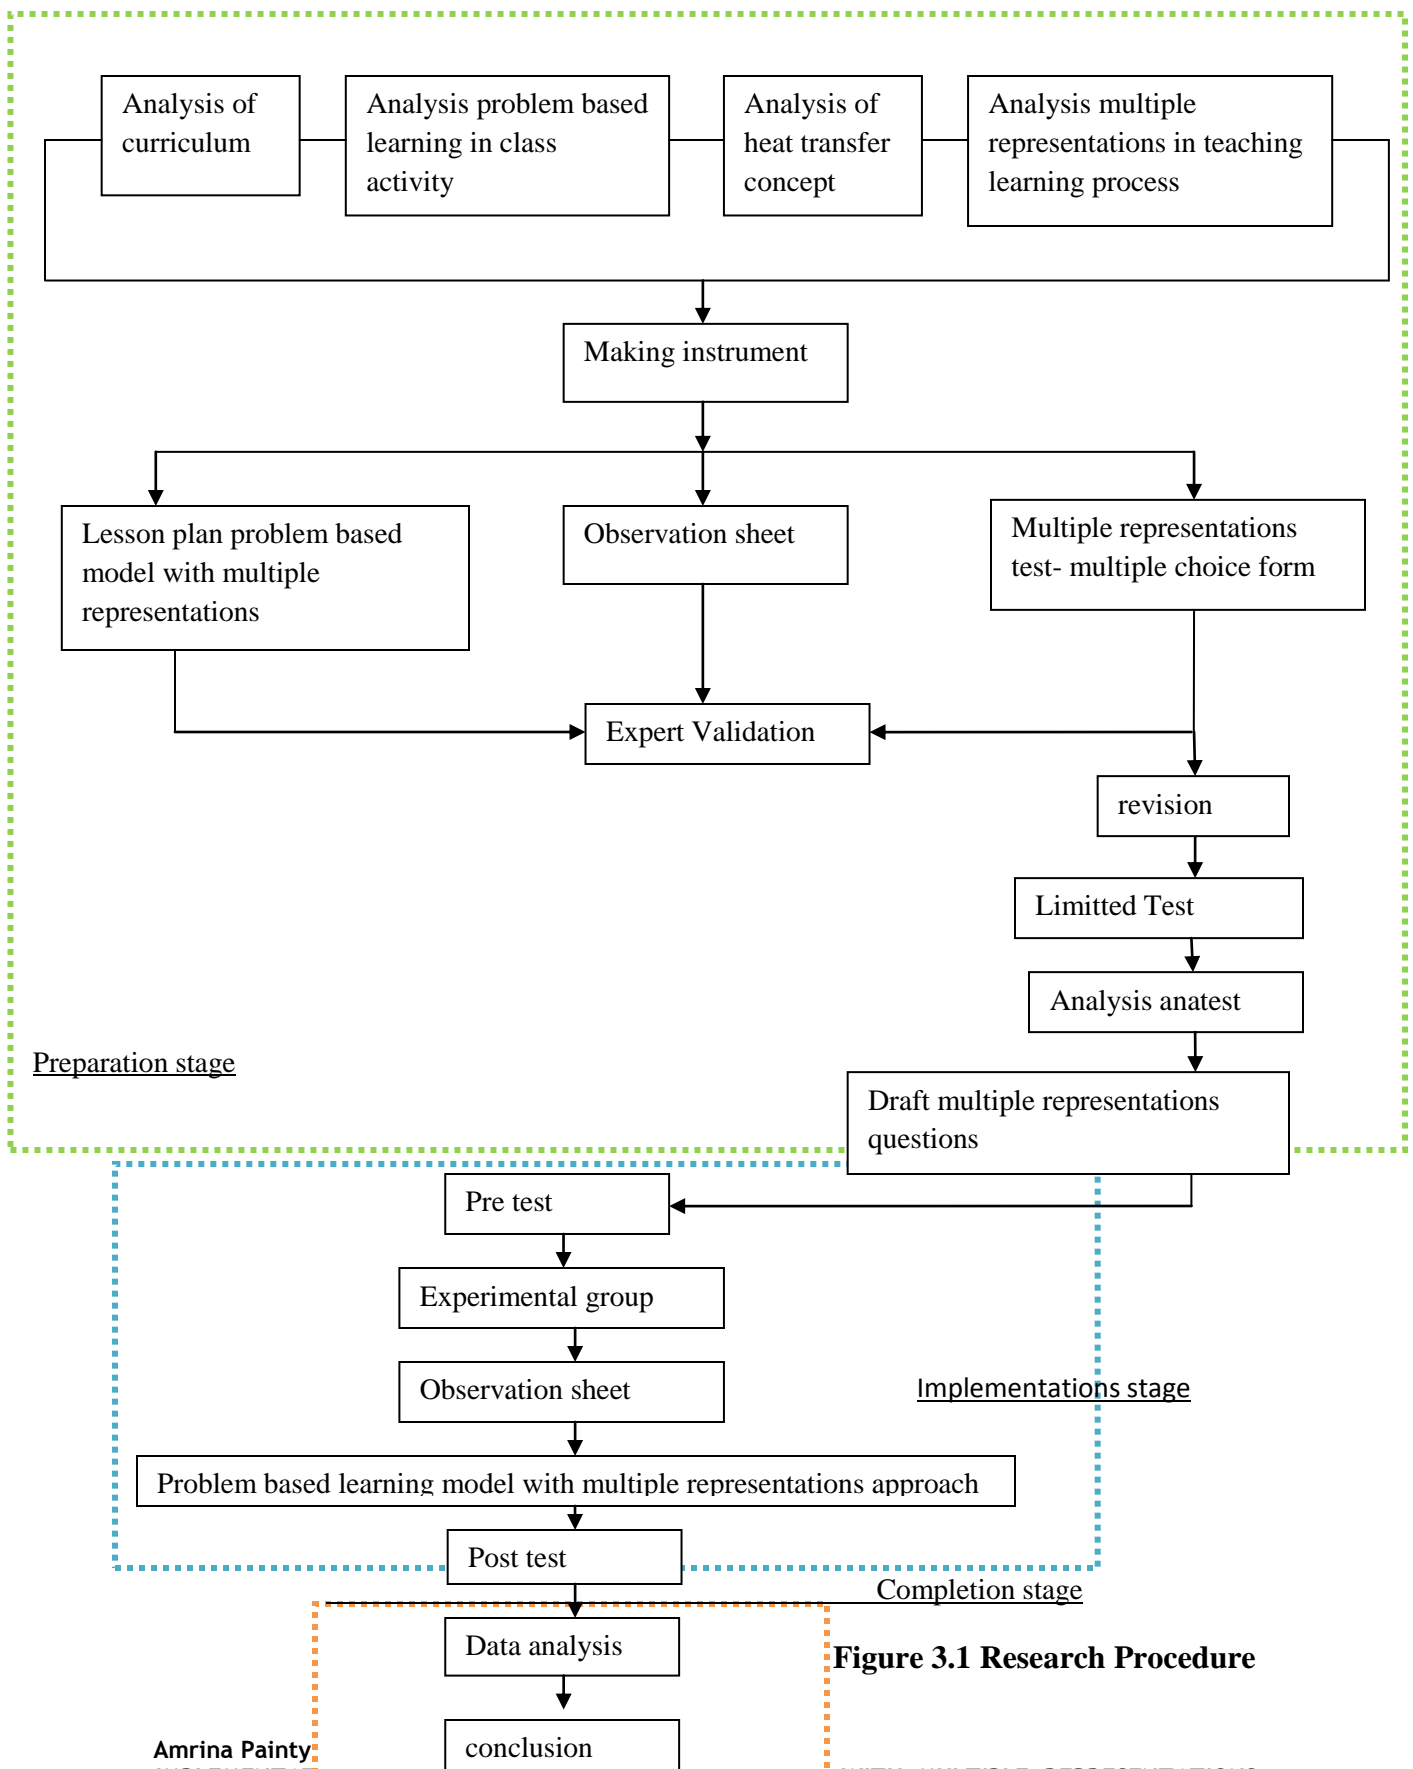 Analysis of
curriculum
Analysis problem based
learning in class
activity
Analysis of
heat transfer
concept
Analysis multiple
representations in teaching
learning process
Making instrument
Lesson plan problem based
model with multiple
representations
Observation sheet
Multiple representations
test- multiple choice form
Expert Validation
revision
Limitted Test
Analysis anatest
Preparation stage
Draft multiple representations
questions
Pre test
Experimental group
Observation sheet
Implementations stage
Problem based learning model with multiple representations approach
Post test
Completion stage
Data analysis
Figure 3.1 Research Procedure
conclusion
Amrina Painty
WITH MULTIPLE REPRESENTATIONS